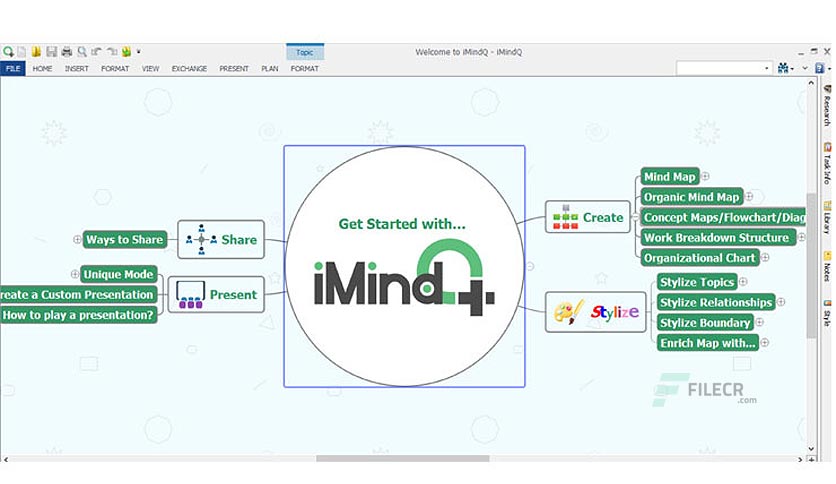 Topic
Welcome to iMindQ - iMindQ
FILE HOME INSERT FORMAT VIEW EXCHANGE PRESENT PLAN FORMAT
Get Started with...
iMindQ
Share
Ways to Share
Present
Unique Mode
reate a Custom Presentation
How to play a presentation?
Create
Mind Map
Organic Mind Map
Concept Maps/Flowchart/Diag
Work Breakdown Structure
Organizational Chart
Stylize
Stylize Topics
Stylize Relationships
Stylize Boundary
Enrich Map with...
Research
Task Info
Library
Notes
Style
FILECR
.com